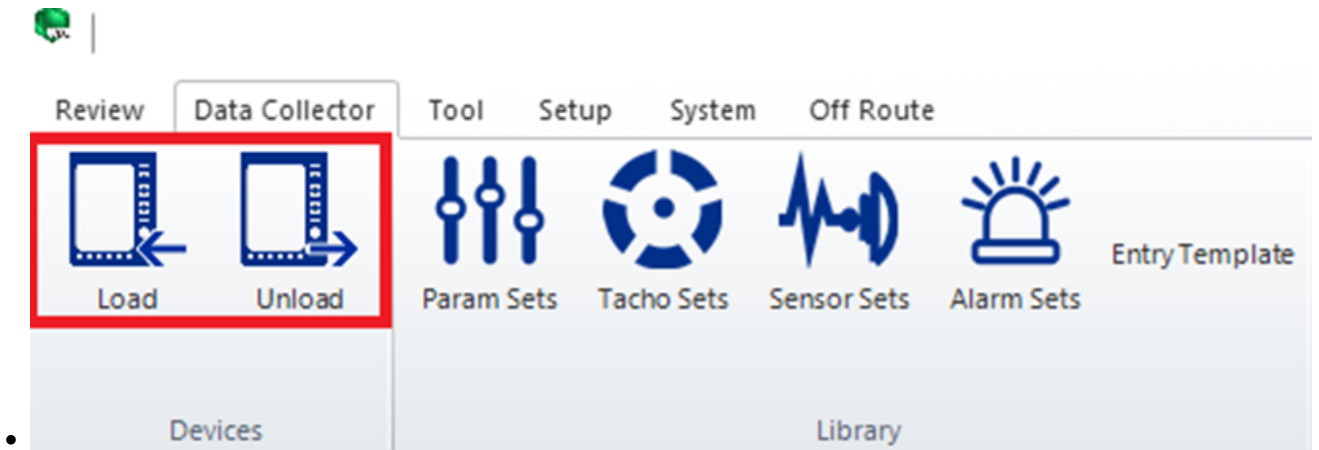 Review Data Collector Tool Setup System Off Route
Load Unload Param Sets Tacho Sets Sensor Sets Alarm Sets Entry Template
Devices Library